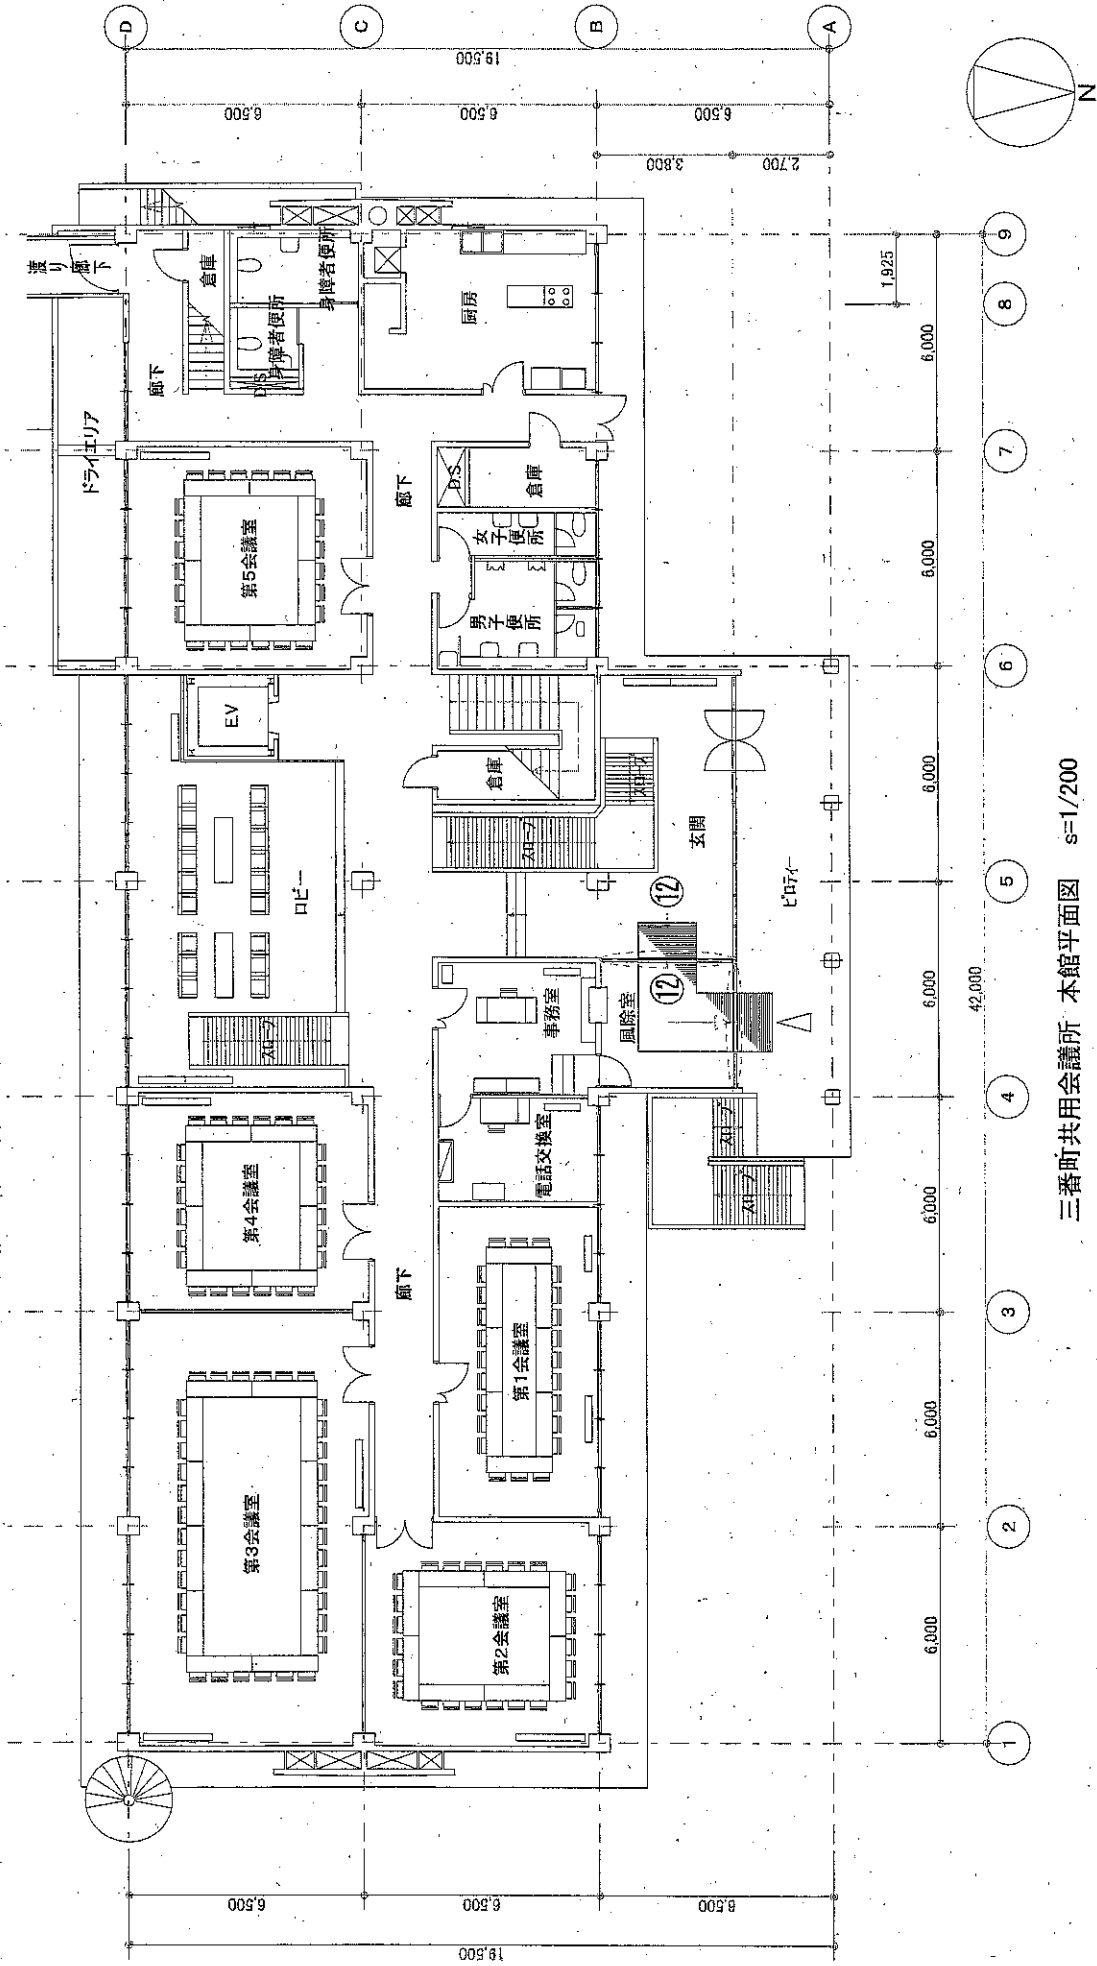 三番町共用会議所 本館平面図 s=1/200
D
C
B
A
19,500
6,500
6,500
6,500
3,800
2,700
N
渡り廊下
倉庫
身障者便所
身障者便所
D.S
廊下
ドライエリア
厨房
D.S.
倉庫
廊下
女子便所
男子便所
第5会議室
EV
ロビー
倉庫
スロープ
スロープ
玄関
ピロティー
⑫
⑫
風除室
事務室
電話交換室
スロープ
スロープ
スロープ
第4会議室
廊下
第1会議室
第3会議室
第2会議室
9
8
7
6
5
4
3
2
1
1,925
6,000
6,000
6,000
6,000
6,000
6,000
6,000
42,000
6,500
6,500
6,500
19,500